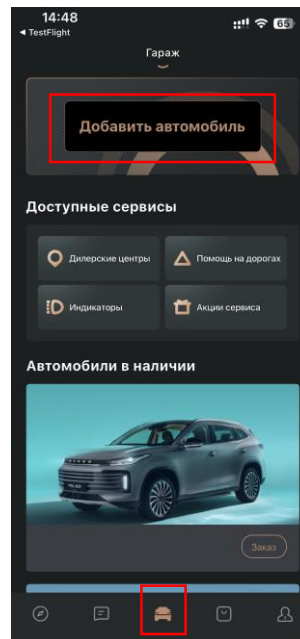 14:48
65
◀ TestFlight
Гараж
Добавить автомобиль
Доступные сервисы
Дилерские центры
Помощь на дорогах
Индикаторы
Акции сервиса
Автомобили в наличии
Заказ